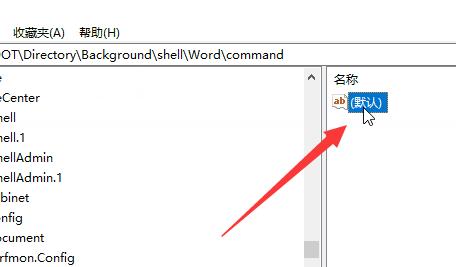 收藏夹(A)  帮助(H)
OT\Directory\Background\shell\Word\command
名称
ab (默认)
e
eCenter
hell
hell.1
hellAdmin
hellAdmin.1
binet
onfig
ocument
rfmon.Config